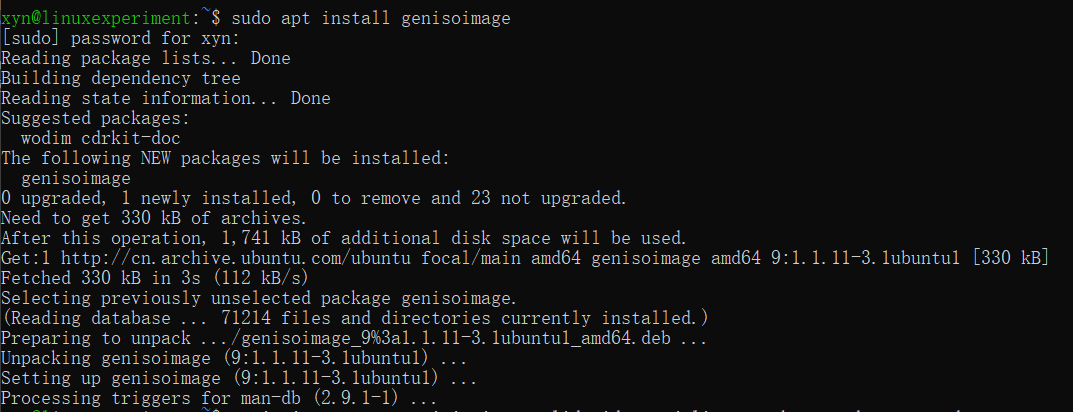 xyn@linuxexperiment:~$ sudo apt install genisoimage
[sudo] password for xyn:
Reading package lists... Done
Building dependency tree
Reading state information... Done
Suggested packages:
  wodim cdrkit-doc
The following NEW packages will be installed:
  genisoimage
0 upgraded, 1 newly installed, 0 to remove and 23 not upgraded.
Need to get 330 kB of archives.
After this operation, 1,741 kB of additional disk space will be used.
Get:1 http://cn.archive.ubuntu.com/ubuntu focal/main amd64 genisoimage amd64 9:1.1.11-3.1ubuntu1 [330 kB]
Fetched 330 kB in 3s (112 kB/s)
Selecting previously unselected package genisoimage.
(Reading database ... 71214 files and directories currently installed.)
Preparing to unpack .../genisoimage_9%3a1.1.11-3.1ubuntu1_amd64.deb ...
Unpacking genisoimage (9:1.1.11-3.1ubuntu1) ...
Setting up genisoimage (9:1.1.11-3.1ubuntu1) ...
Processing triggers for man-db (2.9.1-1) ...